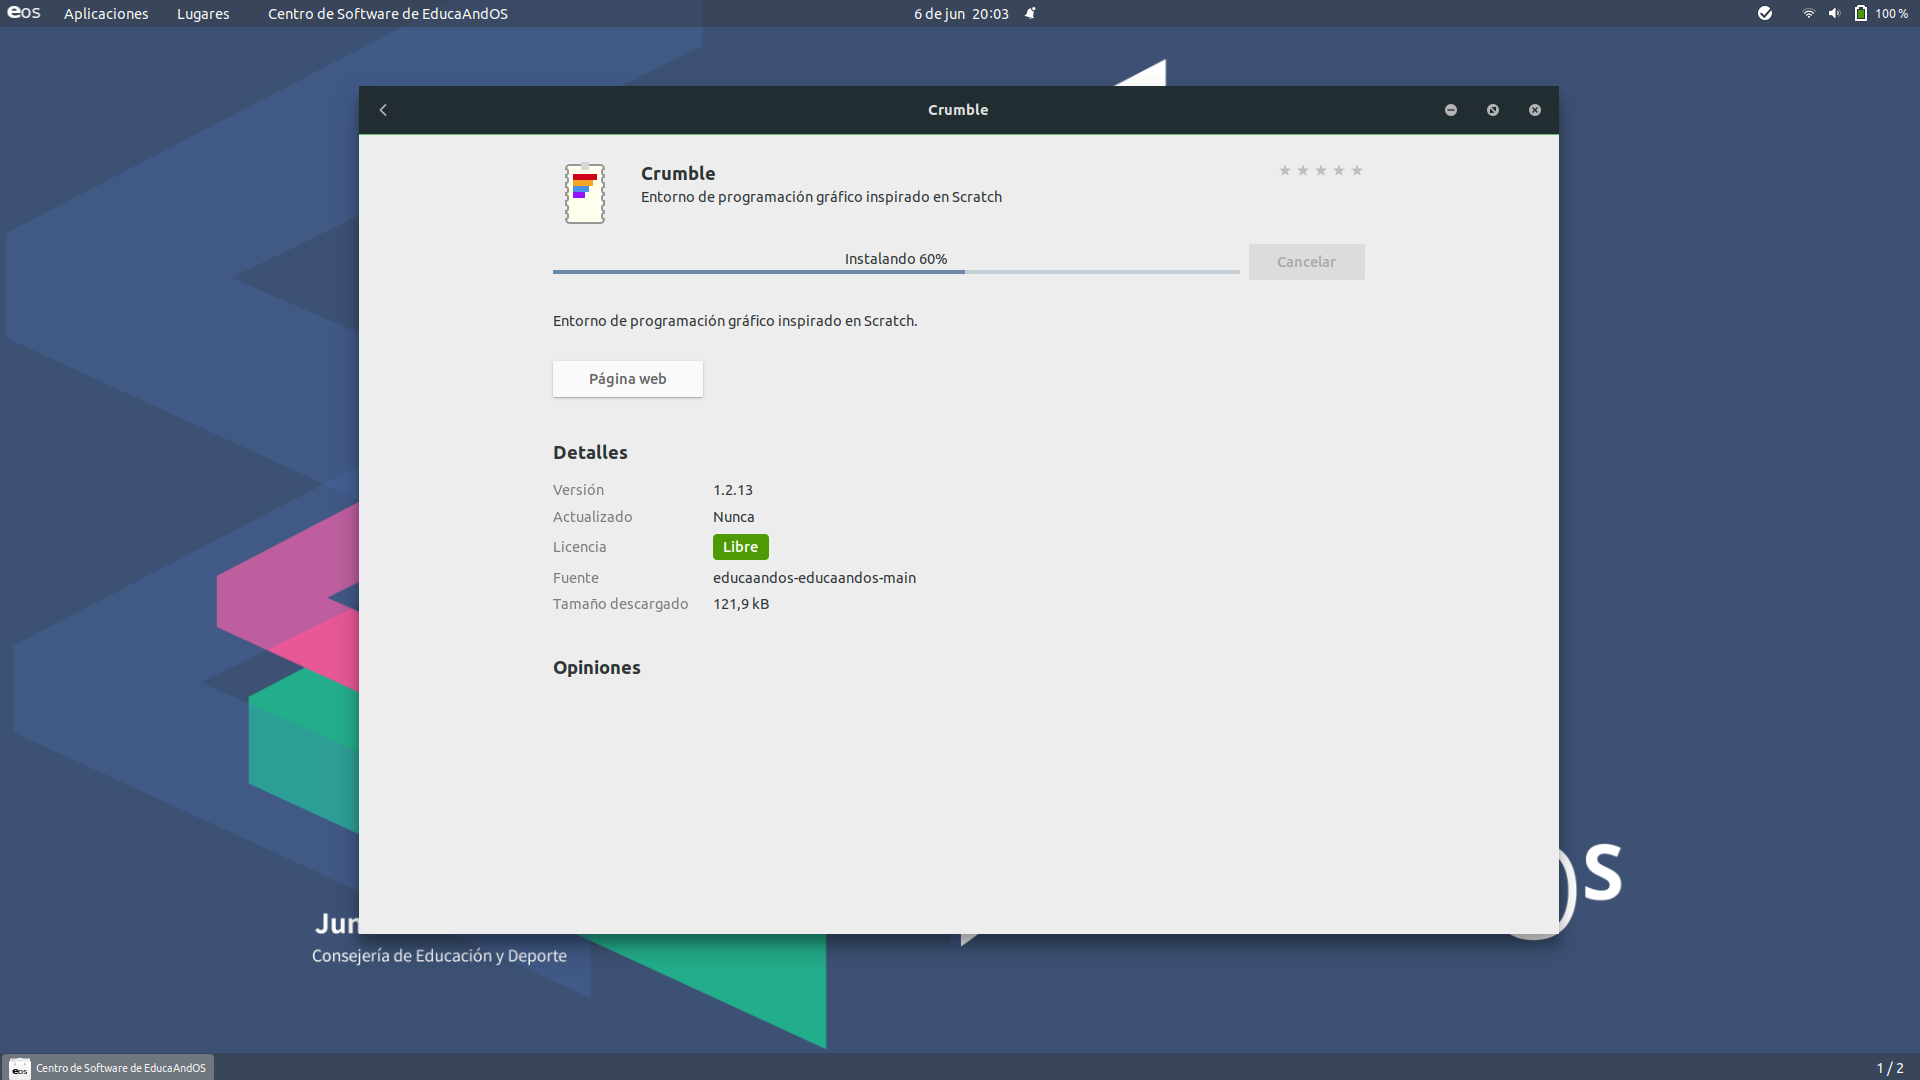 eos Aplicaciones Lugares Centro de Software de EducaAndOS 6 de jun 20:03 100 %
Crumble
Crumble
Entorno de programación gráfico inspirado en Scratch
Instalando 60%
Cancelar
Entorno de programación gráfico inspirado en Scratch.
Página web
Detalles
Versión 1.2.13
Actualizado Nunca
Licencia Libre
Fuente educaandos-educaandos-main
Tamaño descargado 121,9 kB
Opiniones
S
Jun
Consejería de Educación y Deporte
eos Centro de Software de EducaAndOS 1 / 2